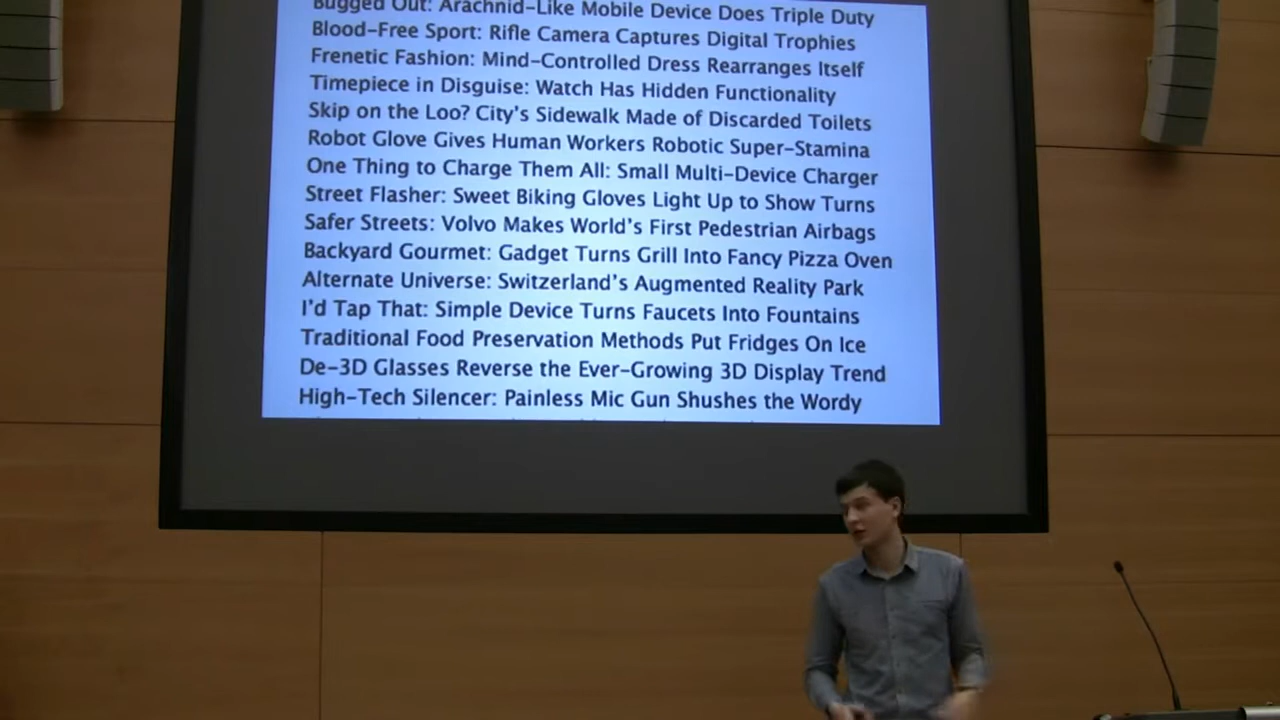 Bugged Out: Arachnid-Like Mobile Device Does Triple Duty
Blood-Free Sport: Rifle Camera Captures Digital Trophies
Frenetic Fashion: Mind-Controlled Dress Rearranges Itself
Timepiece in Disguise: Watch Has Hidden Functionality
Skip on the Loo? City's Sidewalk Made of Discarded Toilets
Robot Glove Gives Human Workers Robotic Super-Stamina
One Thing to Charge Them All: Small Multi-Device Charger
Street Flasher: Sweet Biking Gloves Light Up to Show Turns
Safer Streets: Volvo Makes World's First Pedestrian Airbags
Backyard Gourmet: Gadget Turns Grill Into Fancy Pizza Oven
Alternate Universe: Switzerland's Augmented Reality Park
I'd Tap That: Simple Device Turns Faucets Into Fountains
Traditional Food Preservation Methods Put Fridges On Ice
De-3D Glasses Reverse the Ever-Growing 3D Display Trend
High-Tech Silencer: Painless Mic Gun Shushes the Wordy